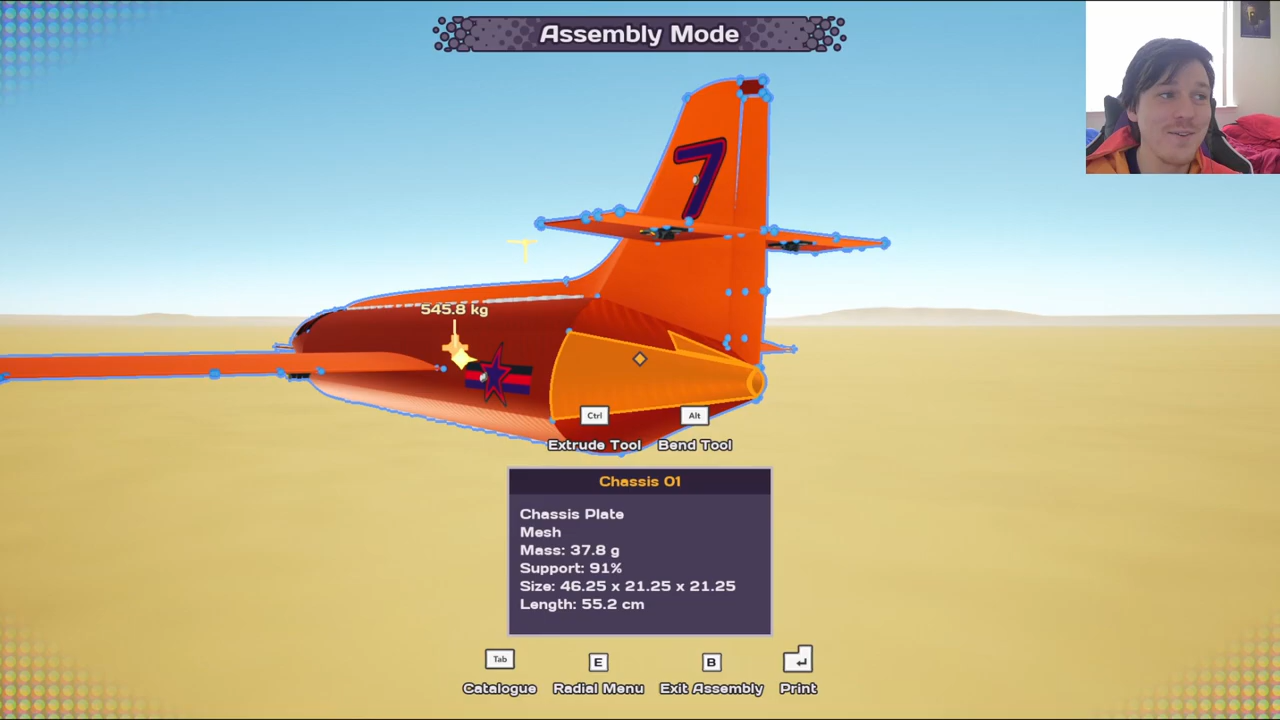 Assembly Mode
7
545.8 kg
Ctrl
Alt
Extrude Tool
Bend Tool
Chassis 01
Chassis Plate
Mesh
Mass: 37.8 g
Support: 91%
Size: 46.25 x 21.25 x 21.25
Length: 55.2 cm
Tab
E
B
Catalogue
Radial Menu
Exit Assembly
Print